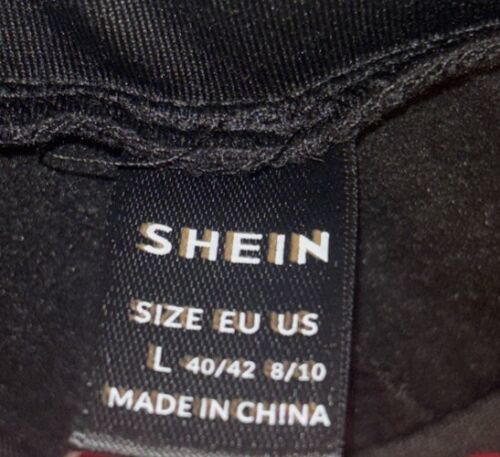 SHEIN
SIZE EU US
L 40/42 8/10
MADE IN CHINA